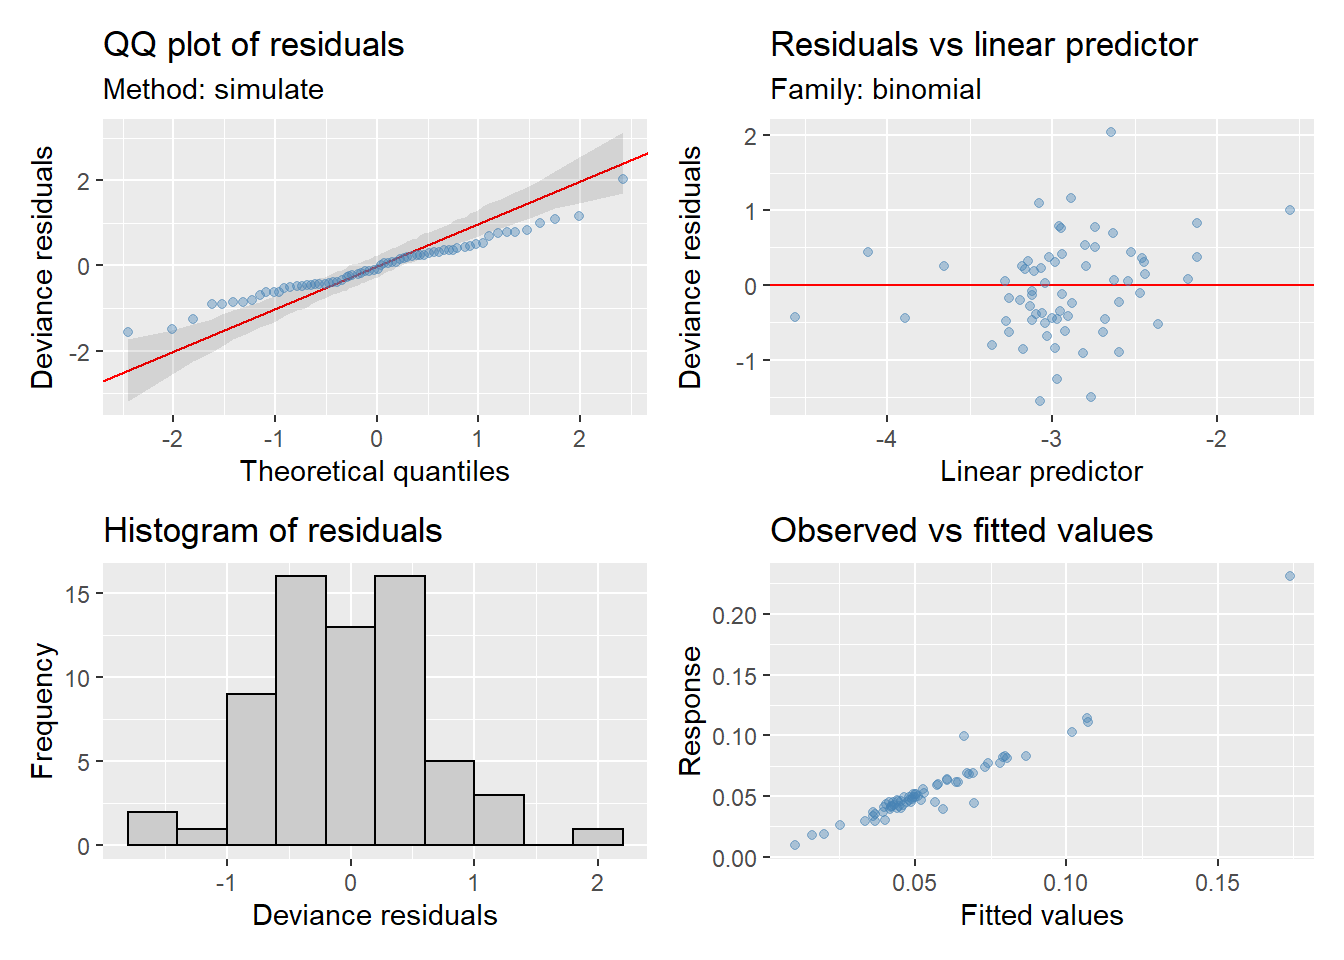 QQ plot of residuals
Method: simulate
Deviance residuals
2
0
-2
-2
-1
0
1
2
Theoretical quantiles
Residuals vs linear predictor
Family: binomial
Deviance residuals
2
1
0
-1
-4
-3
-2
Linear predictor
Histogram of residuals
Frequency
15
10
5
0
-1
0
1
2
Deviance residuals
Observed vs fitted values
Response
0.20
0.15
0.10
0.05
0.00
0.05
0.10
0.15
Fitted values